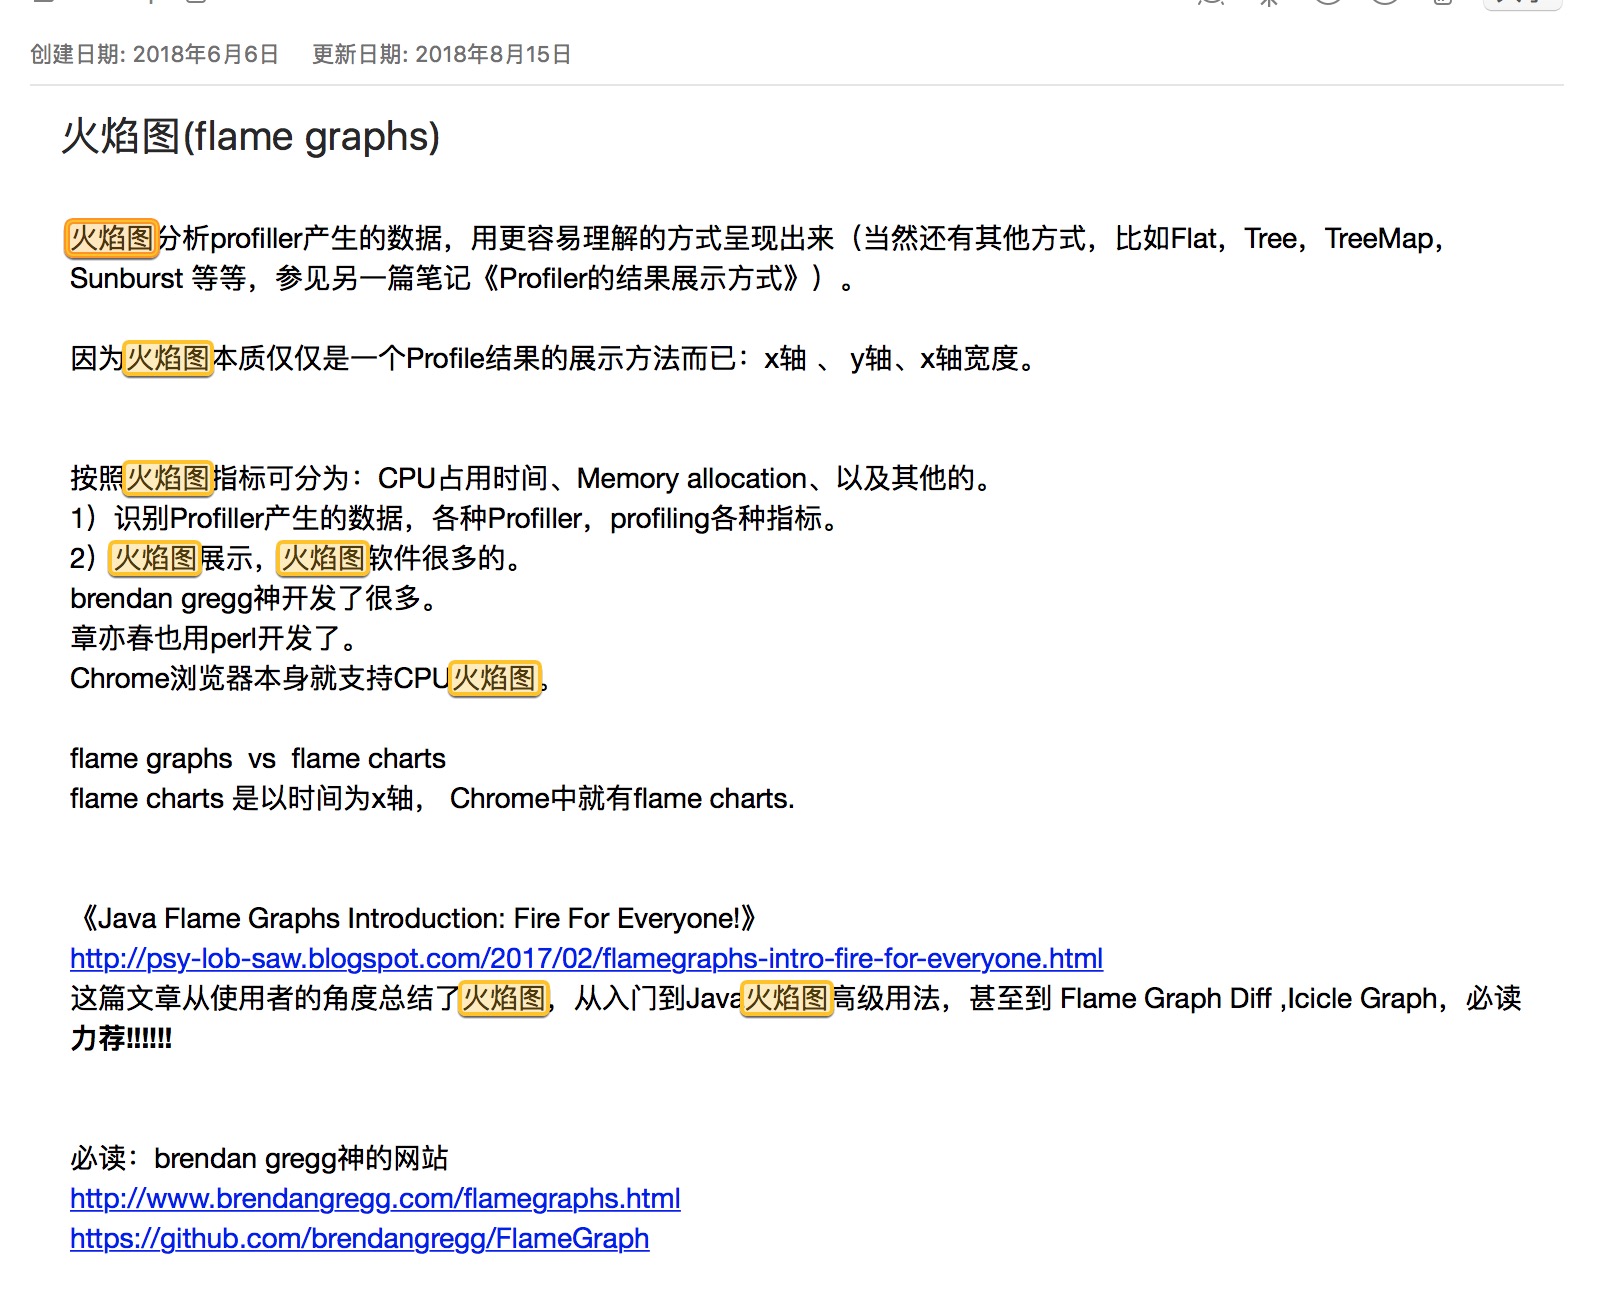 创建日期: 2018年6月6日 更新日期: 2018年8月15日
火焰图(flame graphs)
火焰图分析profiller产生的数据，用更容易理解的方式呈现出来（当然还有其他方式，比如Flat，Tree，TreeMap，
Sunburst 等等，参见另一篇笔记《Profiler的结果展示方式》）。
因为火焰图本质仅仅是一个Profile结果的展示方法而已：x轴 、 y轴、x轴宽度。
按照火焰图指标可分为：CPU占用时间、Memory allocation、以及其他的。
1）识别Profiller产生的数据，各种Profiller，profiling各种指标。
2）火焰图展示，火焰图软件很多的。
brendan gregg神开发了很多。
章亦春也用perl开发了。
Chrome浏览器本身就支持CPU火焰图。
flame graphs  vs  flame charts
flame charts 是以时间为x轴， Chrome中就有flame charts.
《Java Flame Graphs Introduction: Fire For Everyone!》
http://psy-lob-saw.blogspot.com/2017/02/flamegraphs-intro-fire-for-everyone.html
这篇文章从使用者的角度总结了火焰图，从入门到Java火焰图高级用法，甚至到 Flame Graph Diff ,Icicle Graph，必读
力荐!!!!!!
必读：brendan gregg神的网站
http://www.brendangregg.com/flamegraphs.html
https://github.com/brendangregg/FlameGraph